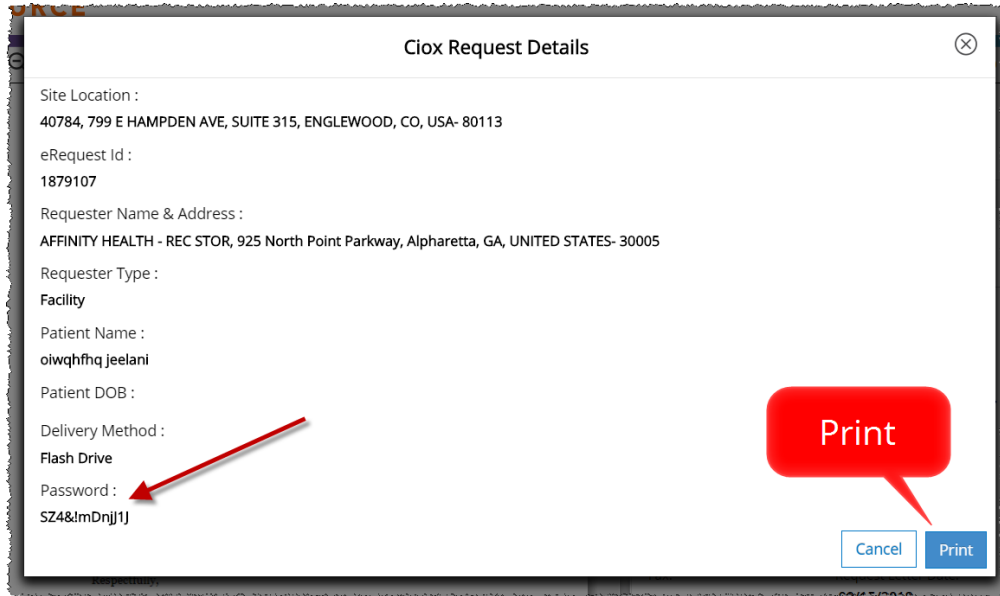 Ciox Request Details
Site Location :
40784, 799 E HAMPDEN AVE, SUITE 315, ENGLEWOOD, CO, USA- 80113
eRequest Id :
1879107
Requester Name & Address :
AFFINITY HEALTH - REC STOR, 925 North Point Parkway, Alpharetta, GA, UNITED STATES- 30005
Requester Type :
Facility
Patient Name :
oiwqhfhq jeelani
Patient DOB :
Delivery Method :
Flash Drive
Password :
SZ4&!mDnjJ1J
Print
Cancel
Print
Respectfully,